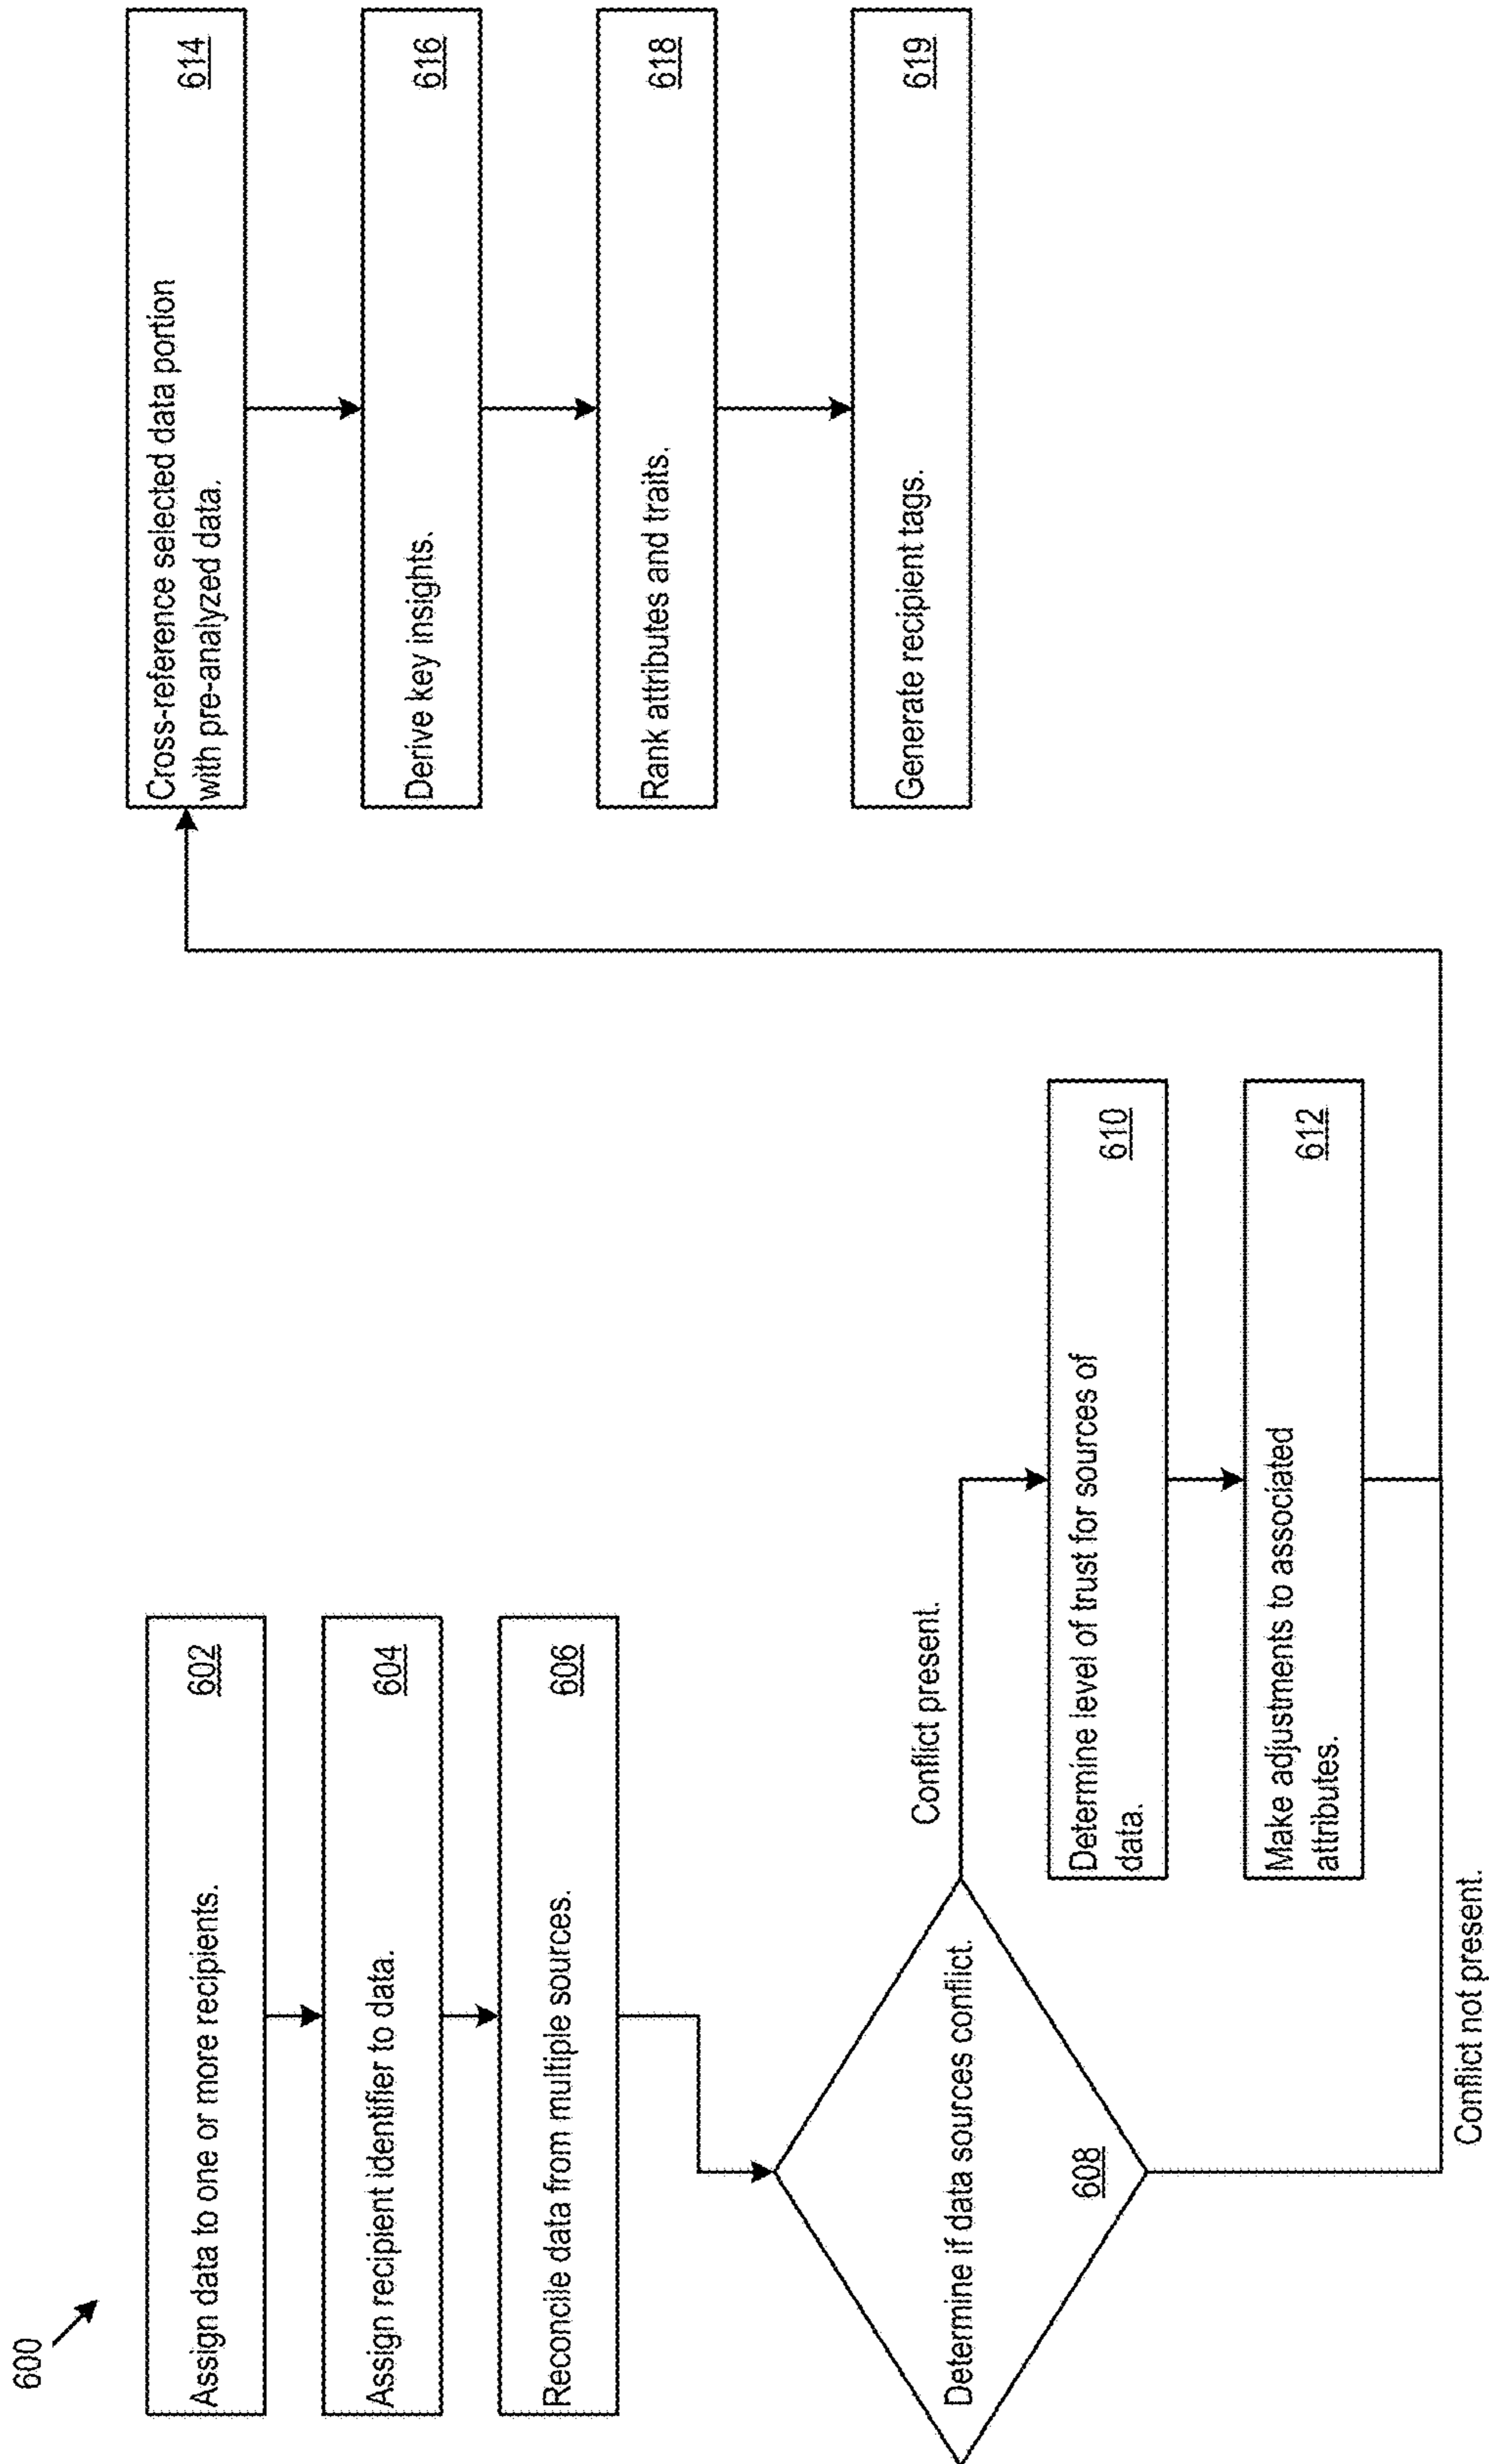 600
Assign data to one or more recipients.
602
Assign recipient identifier to data.
604
Reconcile data from multiple sources.
606
Determine if data sources conflict.
608
Conflict present.
Determine level of trust for sources of
data.
610
Make adjustments to associated
attributes.
612
Conflict not present.
Cross-reference selected data portion
with pre-analyzed data.
614
Derive key insights.
616
Rank attributes and traits.
618
Generate recipient tags.
619